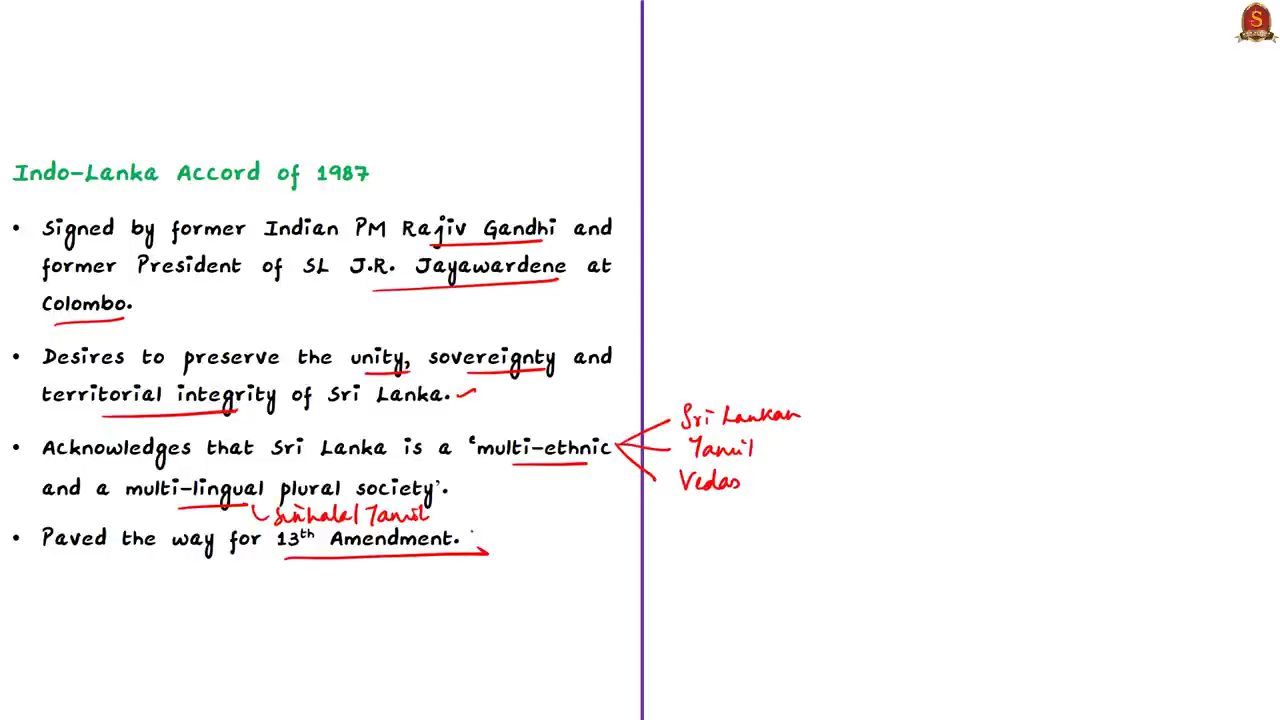 Indo-Lanka Accord of 1987
• Signed by former Indian PM Rajiv Gandhi and
former President of SL J.R. Jayawardene at
Colombo.
• Desires to preserve the unity, sovereignty and
territorial integrity of Sri Lanka.
• Acknowledges that Sri Lanka is a ‘multi-ethnic
and a multi-lingual plural society’.
Sinhala/Tamil
• Paved the way for 13th Amendment.
Sri Lankan
Tamil
Vedas
S